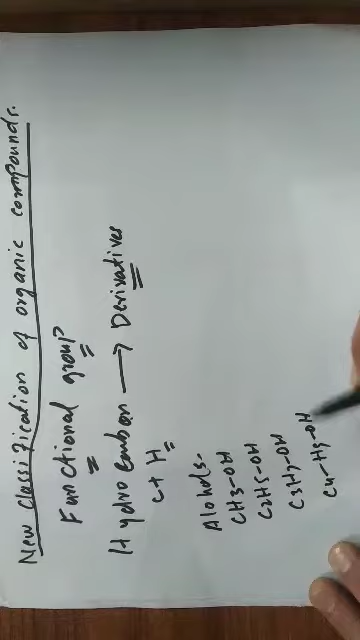 New classification of organic compounds.
Functional group?
Hydro carbon → Derivatives
C + H
Alohols-
CH3-OH
C2H5-OH
C3H7-OH
C4-H9-OH